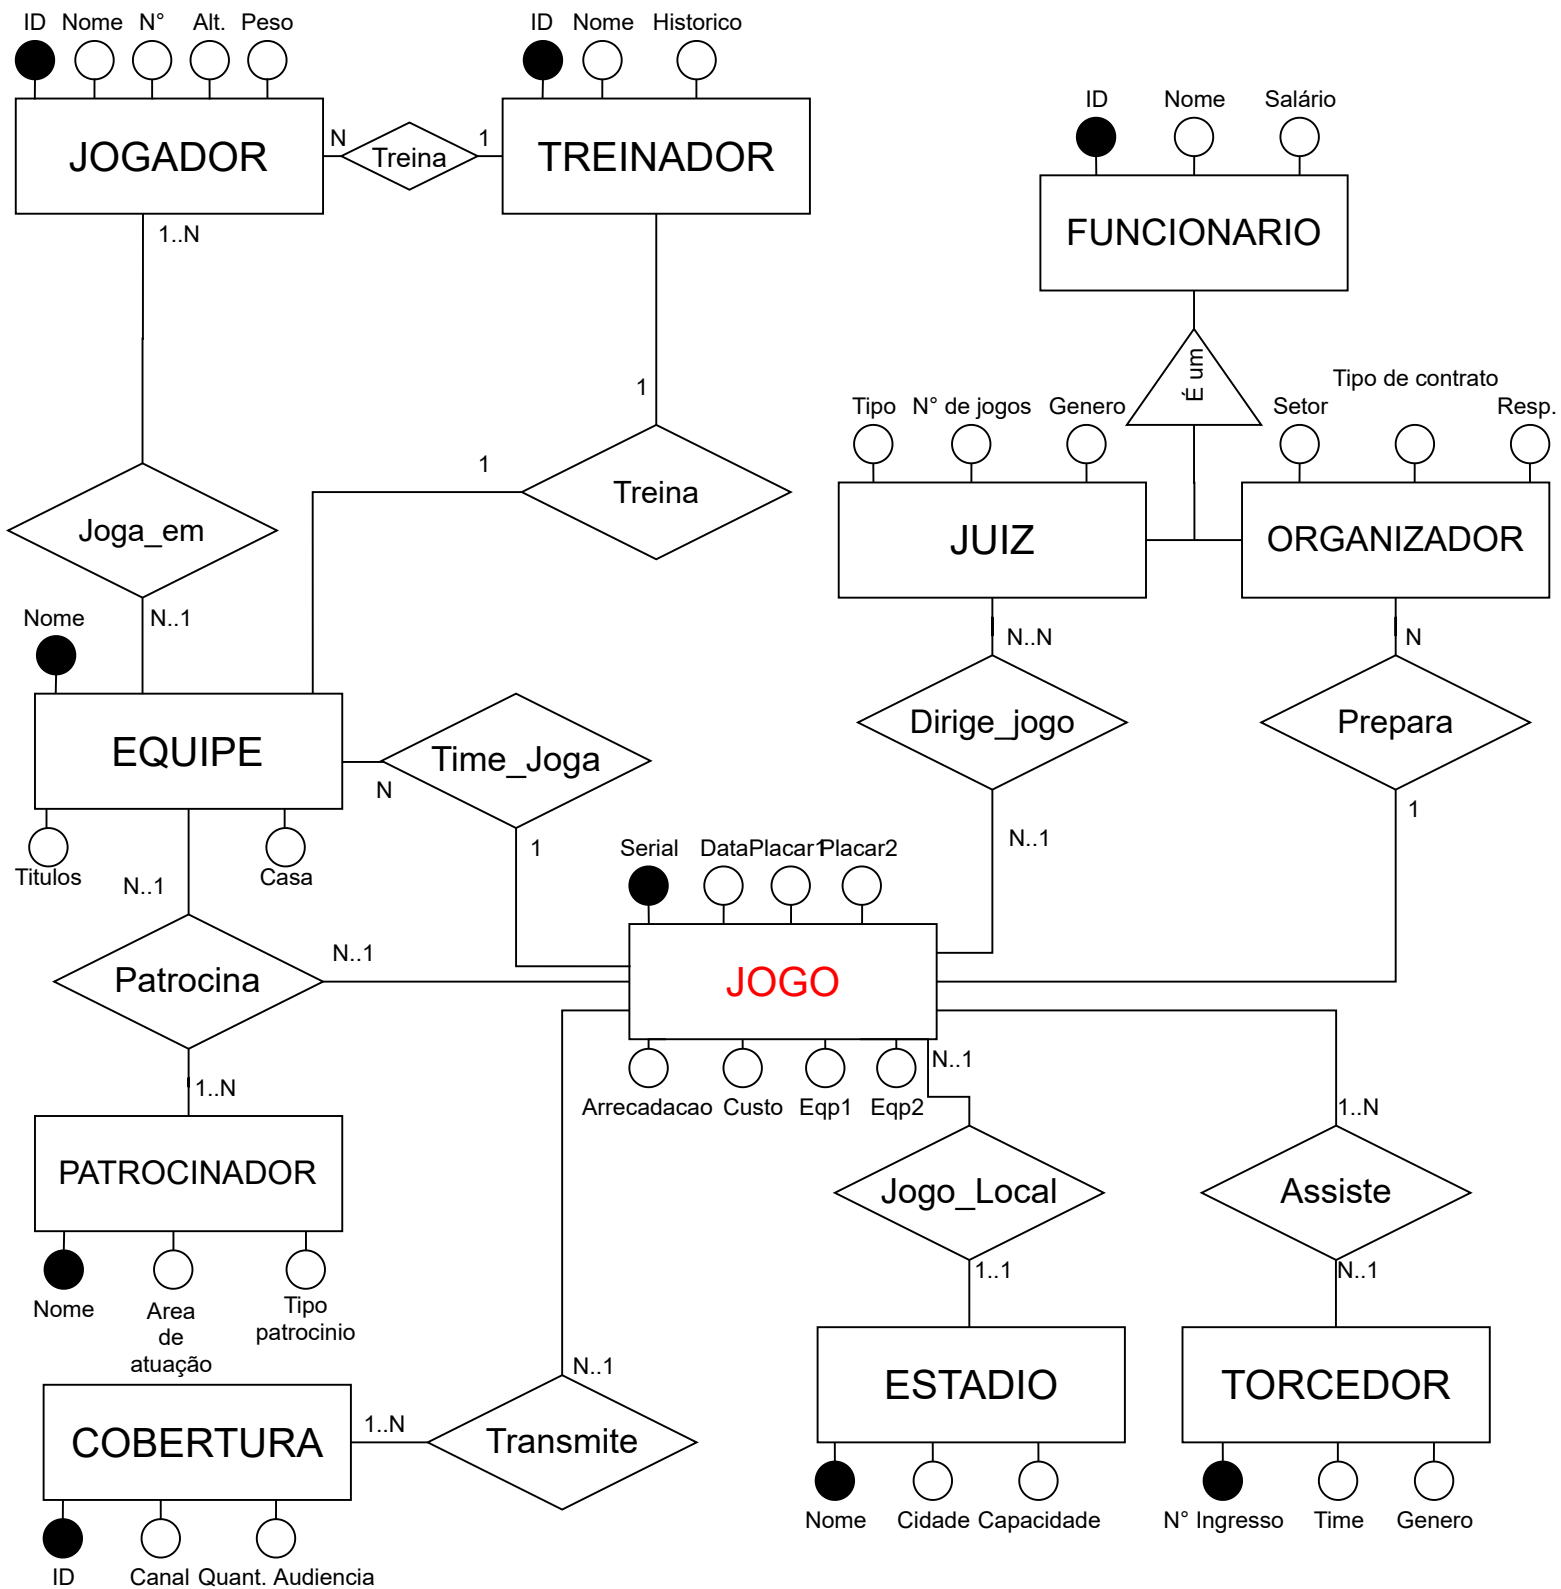 ID Nome N° Alt. Peso
ID Nome Historico
JOGADOR
N
Treina
1
TREINADOR
ID Nome Salário
FUNCIONARIO
É um
1..N
1
1
Treina
Joga_em
N..1
Tipo N° de jogos Genero
JUIZ
Tipo de contrato
Setor Resp.
ORGANIZADOR
N..N
Dirige_jogo
N..1
N
Prepara
1
Nome
EQUIPE
Titulos Casa
N
Time_Joga
1
N..1
Patrocina
N..1
1..N
Serial Data Placar1 Placar2
JOGO
Arrecadacao Custo Eqp1 Eqp2
N..1
Jogo_Local
1..1
1..N
Assiste
N..1
PATROCINADOR
Nome
Area
de
atuação
Tipo
patrocinio
N..1
Transmite
1..N
COBERTURA
ID Canal Quant. Audiencia
ESTADIO
Nome Cidade Capacidade
TORCEDOR
N° Ingresso Time Genero